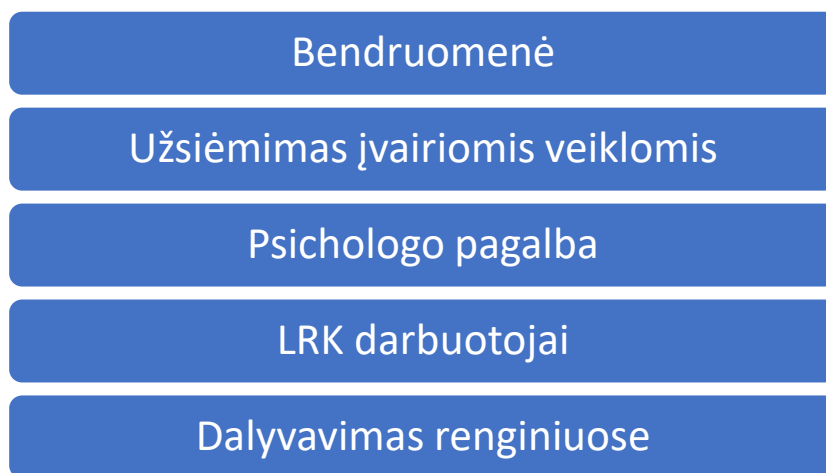 Bendruomenė
Užsiėmimas įvairiomis veiklomis
Psichologo pagalba
LRK darbuotojai
Dalyvavimas renginiuose